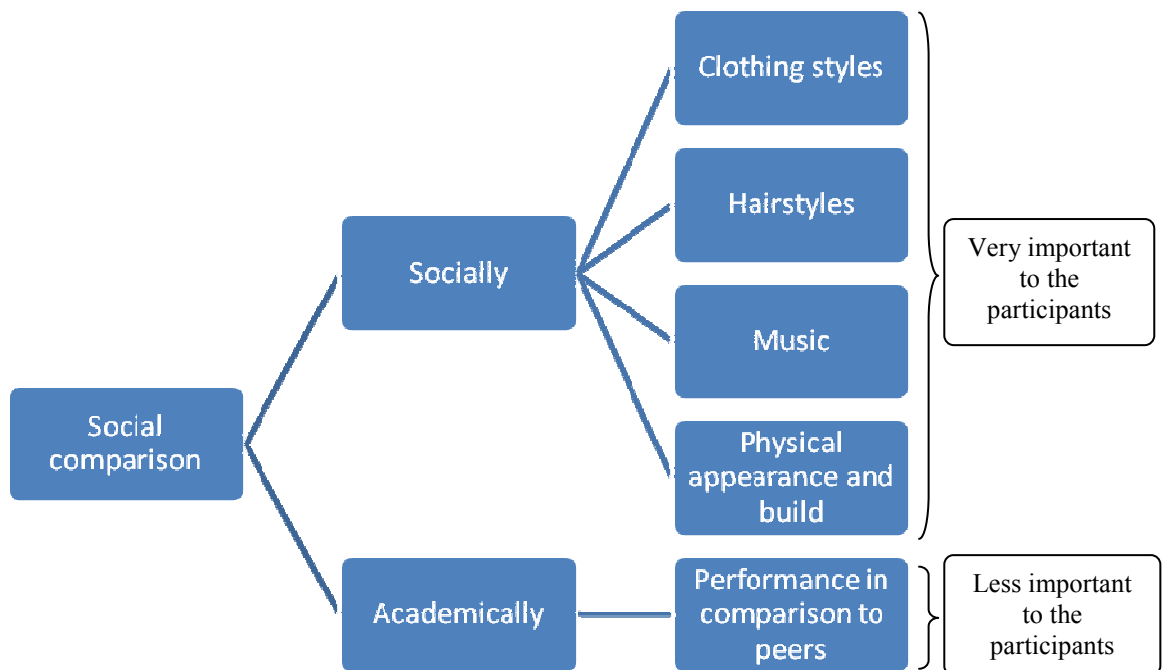 Clothing styles
Hairstyles
Very important
to the
participants
Socially
Music
Social
comparison
Physical
appearance and
build
Academically
Performance in
comparison to
peers
Less important
to the
participants